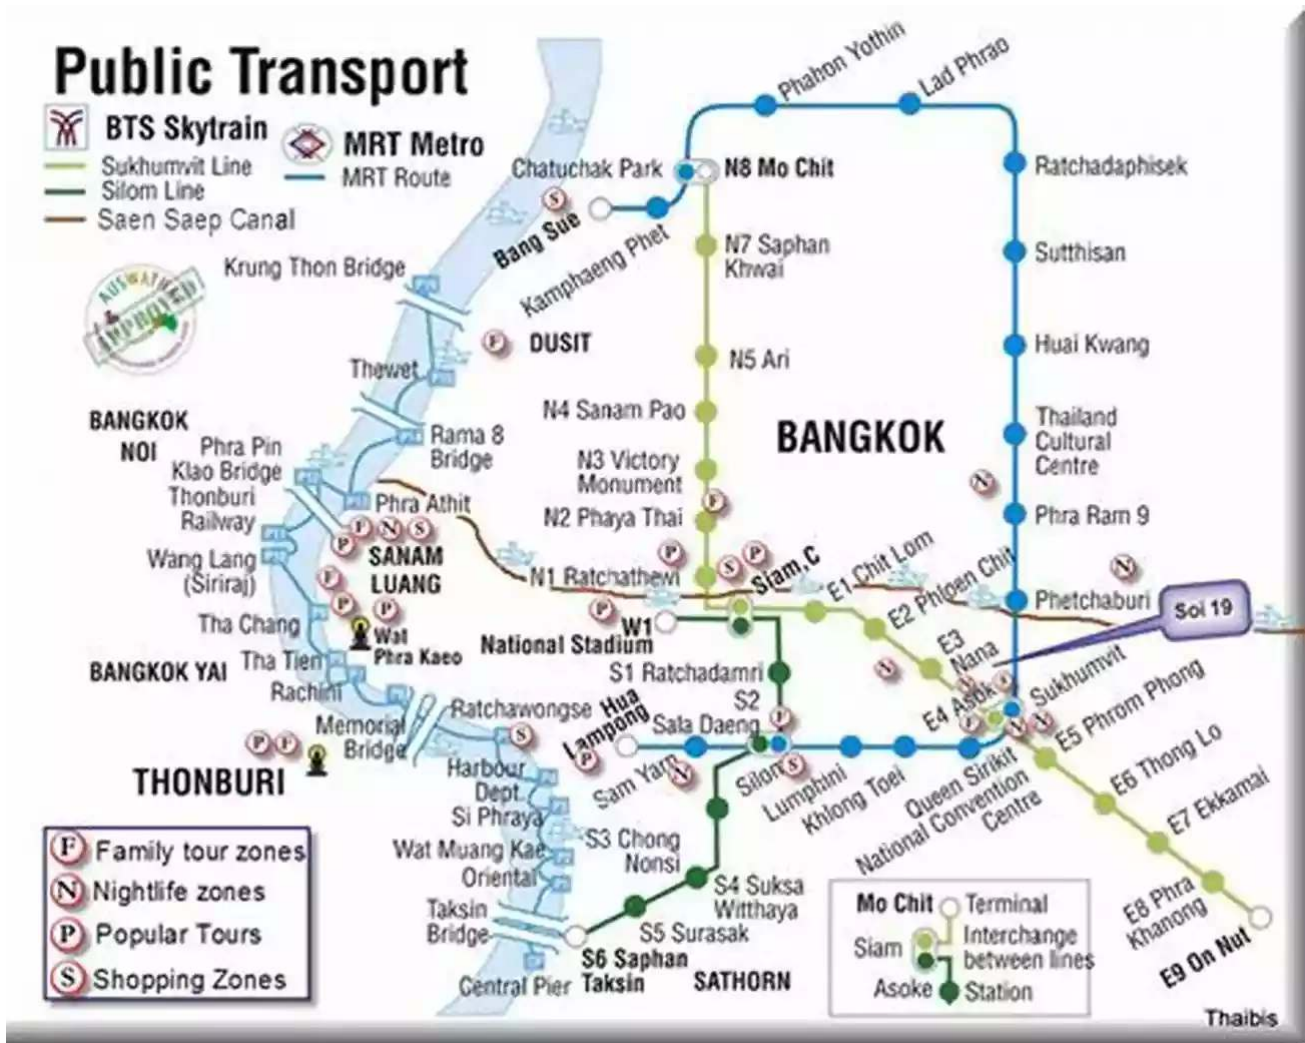 Public Transport
BTS Skytrain
MRT Metro
Sukhumvit Line
MRT Route
Silom Line
Saen Saep Canal
Phahon Yothin
Lad Phrao
Chatuchak Park
N8 Mo Chit
Ratchadaphisek
S
Bang Sue
Kamphaeng Phet
N7 Saphan
Khwai
Sutthisan
Krung Thon Bridge
APPROVED
F
DUSIT
N5 Ari
Huai Kwang
Thewet
N4 Sanam Pao
BANGKOK
Thailand
Cultural
Centre
BANGKOK
NOI
Rama 8
Bridge
Phra Pin
Klao Bridge
N3 Victory
Monument
N
Thonburi
Railway
Phra Athit
F
N2 Phaya Thai
Phra Ram 9
F N S
P
SANAM
LUANG
Wang Lang
(Siriraj)
P
S P
Siam,C
N1 Ratchathewi
E1 Chit Lom
E2 Phloen Chit
N
Phetchaburi
Soi 19
F
P
P
Tha Chang
Wat
Phra Kaeo
P
W1
National Stadium
E3
Nana
N
BANGKOK YAI
Tha Tien
Rachini
S1 Ratchadamri
S2
Sala Daeng
E4 Asok
Sukhumvit
E5 Phrom Phong
Memorial
Bridge
Ratchawongse
S
Hua
Lampong
P
F
F
N N
P F
THONBURI
Harbour
Dept.
Sam Yam
N
Silom
S
Lumphini
Khlong Toei
Queen Sirikit
National Convention
Centre
E6 Thong Lo
E7 Ekkamai
Si Phraya
Wat Muang Kae
Oriental
S3 Chong
Nonsi
S4 Suksa
Witthaya
S5 Surasak
Taksin
Bridge
S6 Saphan
Taksin
Central Pier
SATHORN
E8 Phra
Khanong
E9 On Nut
F Family tour zones
N Nightlife zones
P Popular Tours
S Shopping Zones
Mo Chit Terminal
Siam Interchange
between lines
Asoke Station
Thaibis